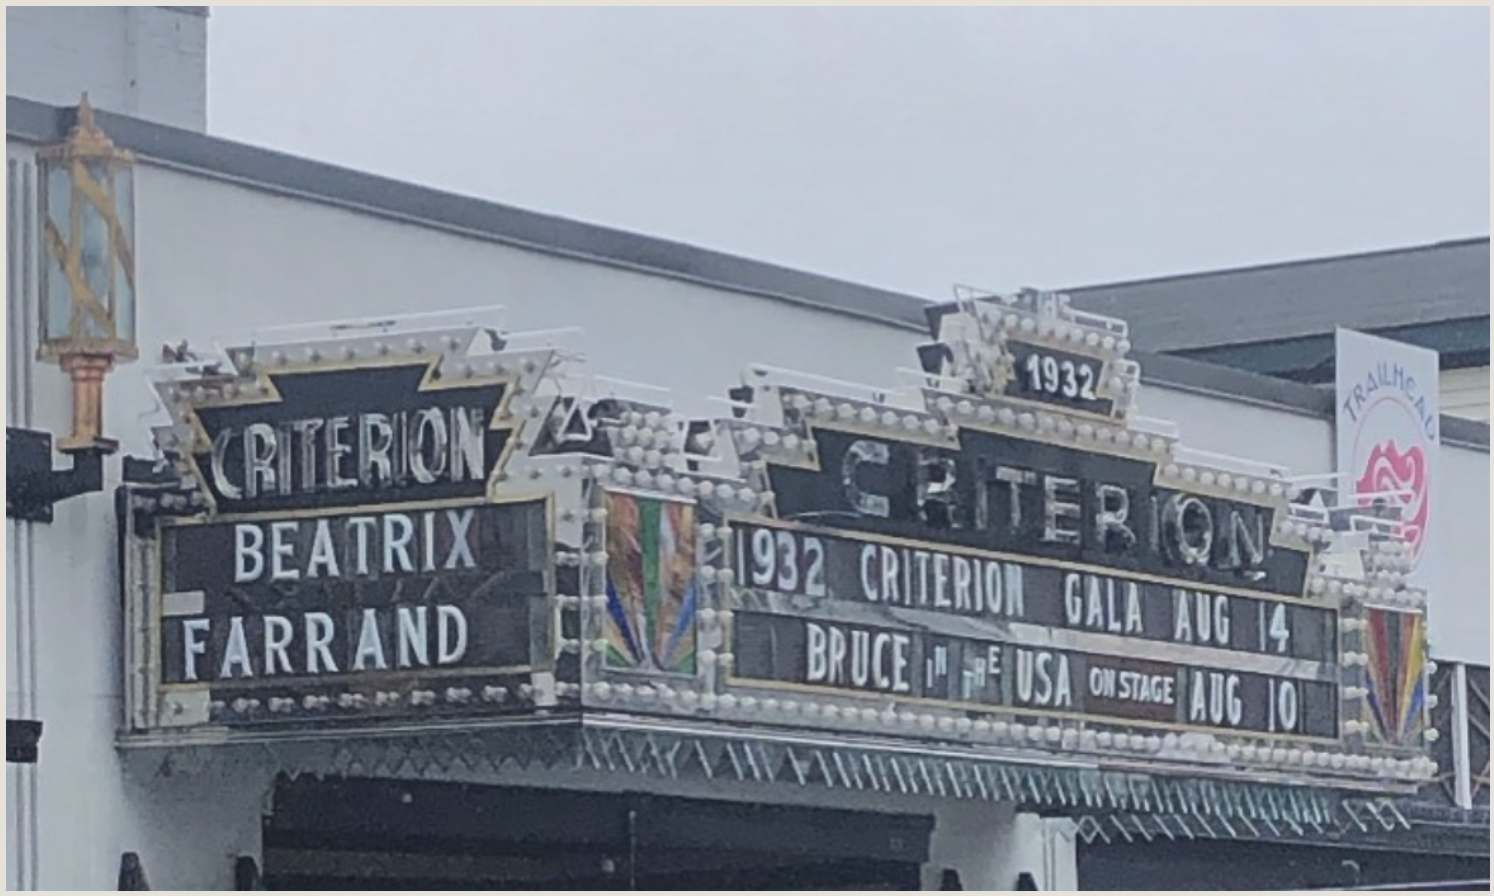 CRITERION
BEATRIX
FARRAND
THE
1932
CRITERION
1932 CRITERION GALA AUG 14
BRUCE IN THE USA ON STAGE AUG 10
TRAILHEAD